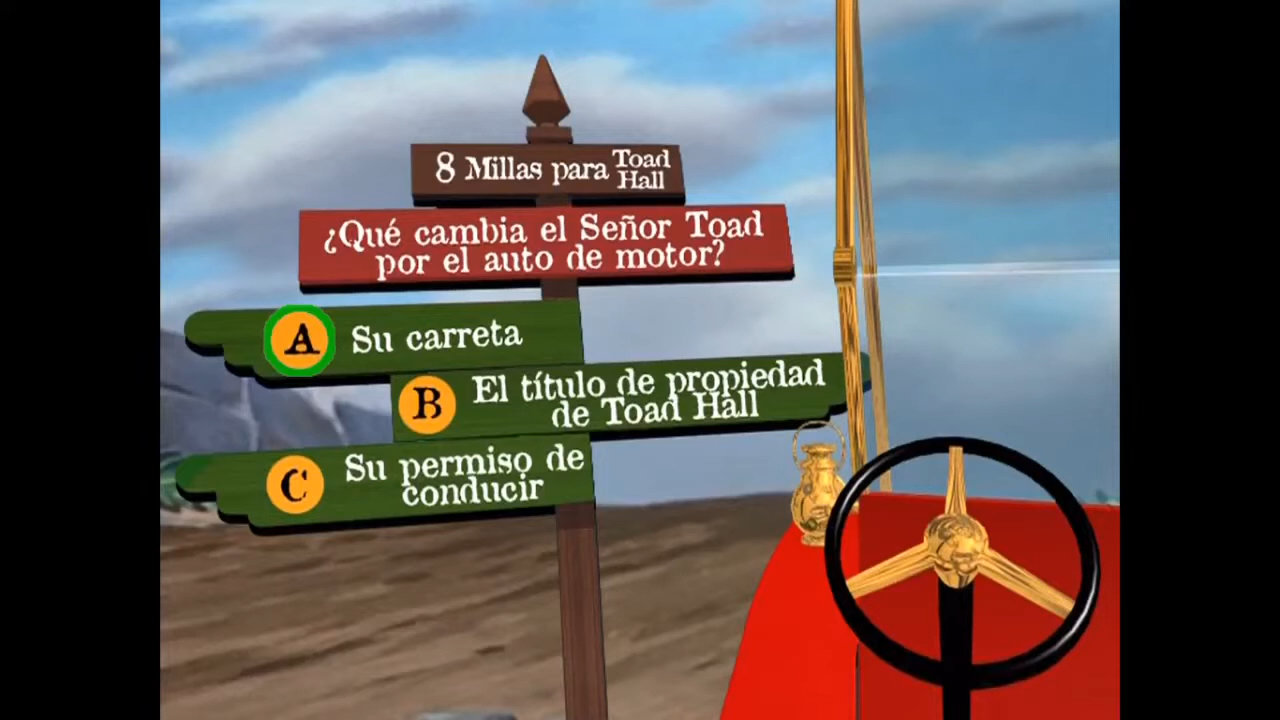 8 Millas para Toad Hall
¿Qué cambia el Señor Toad
por el auto de motor?
A Su carreta
B El título de propiedad
de Toad Hall
C Su permiso de
conducir